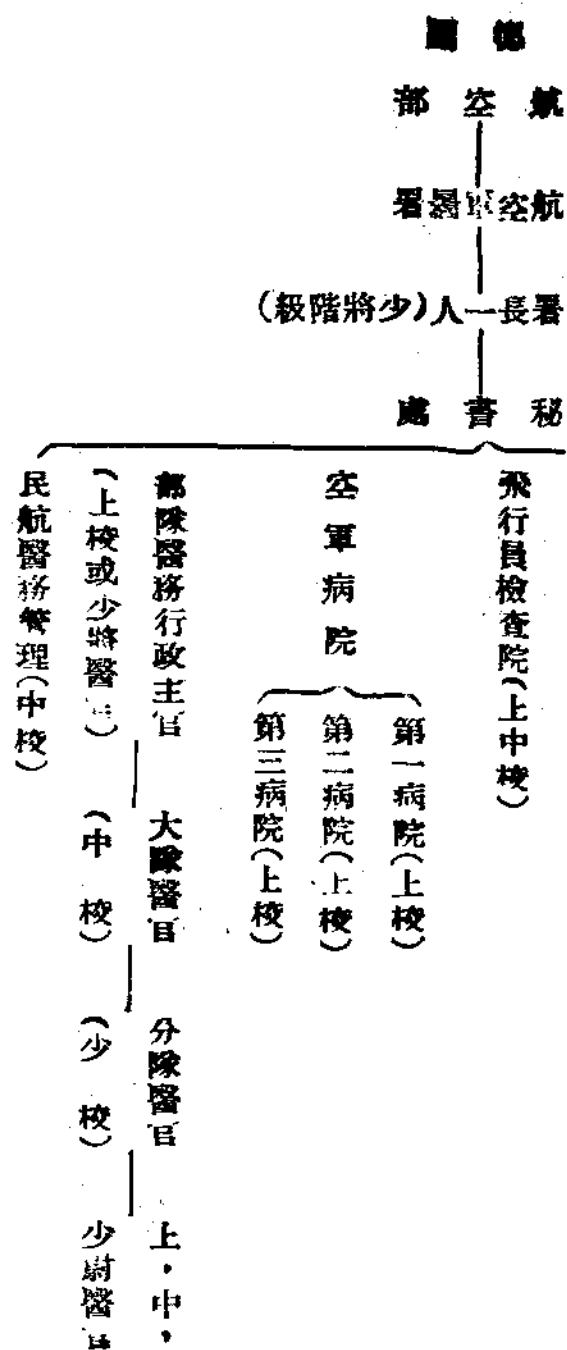 德國
航空部
航空軍醫署
署長一人(少將階級)
秘書處
飛行員檢查院(上中校)
空軍病院
第一病院(上校)
第二病院(上校)
第三病院(上校)
部隊醫務行政主官
(上校或少將醫官)
大隊醫官
(中校)
分隊醫官
(少校)
上,中,
少尉醫官
民航醫務管理(中校)